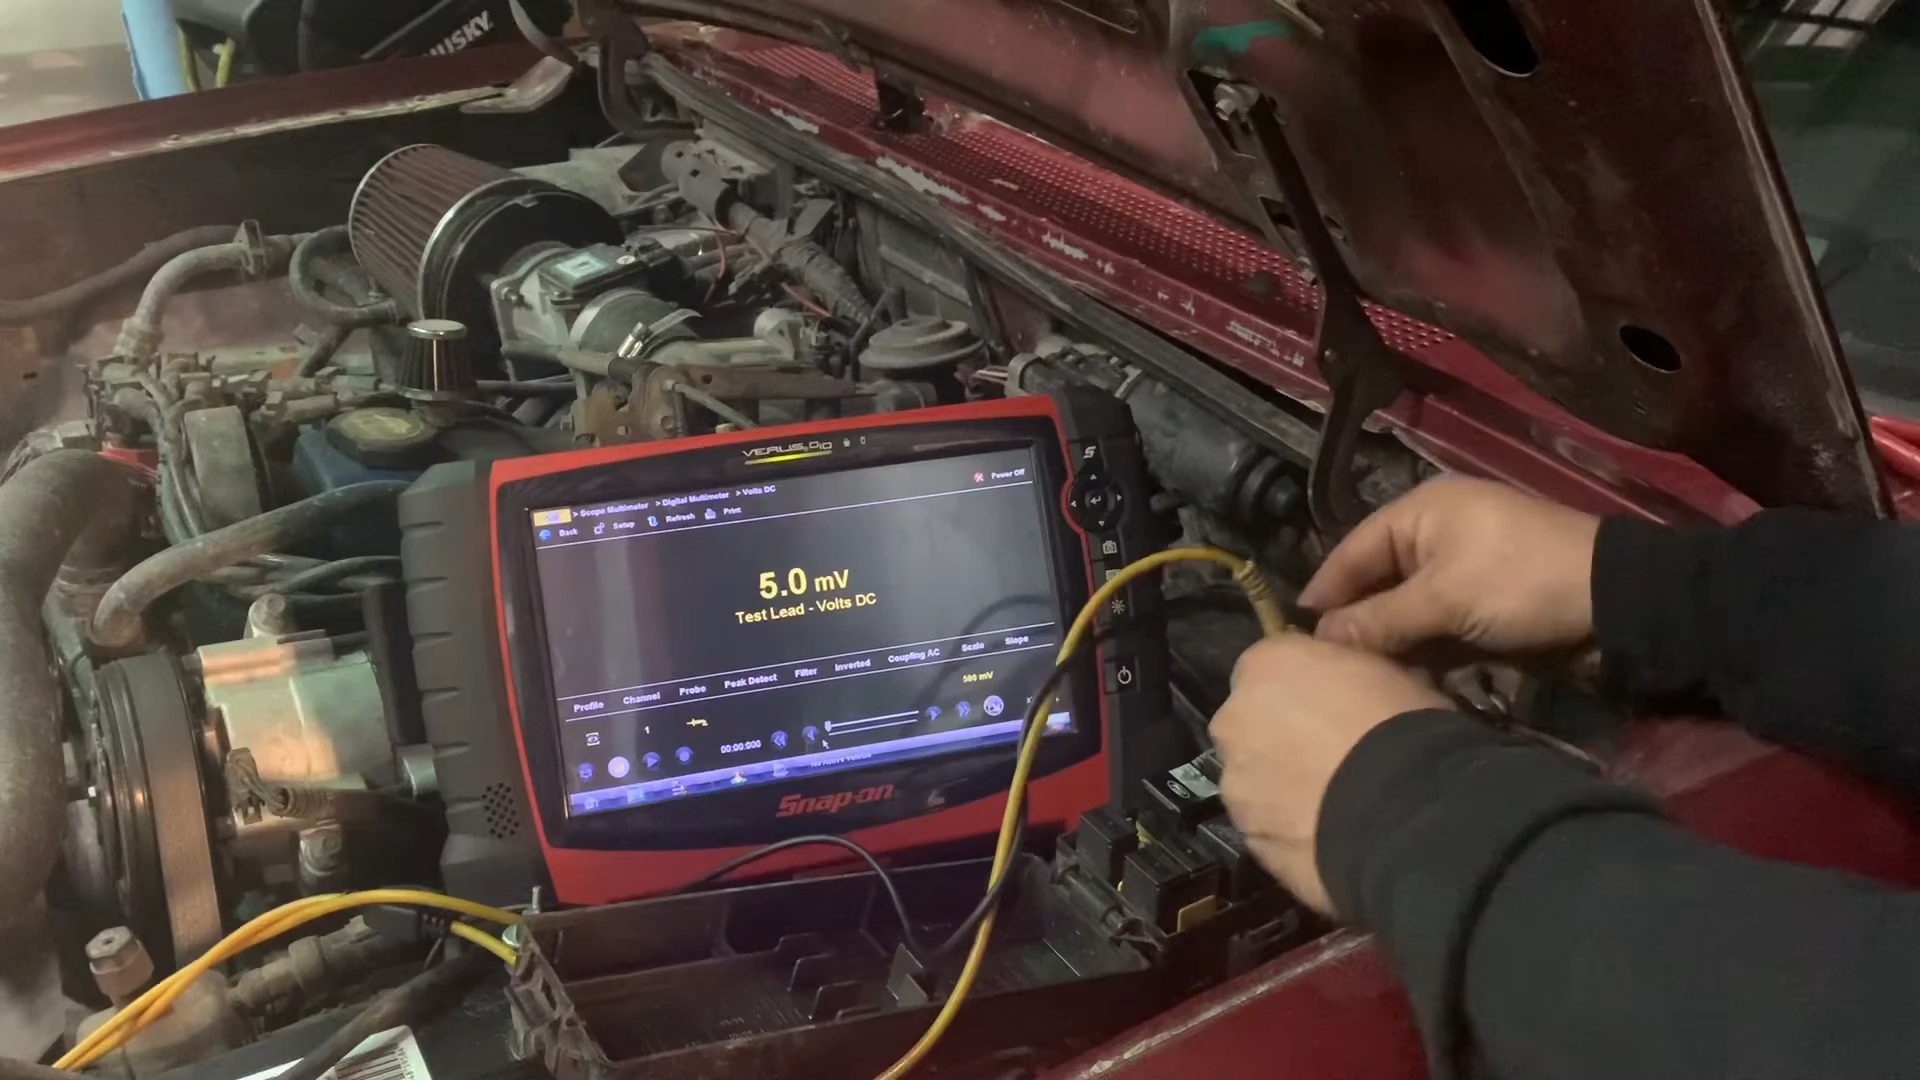 HUSKY
VERUS PRO
> Scope Multimeter > Digital Multimeter > Volts DC
Power Off
Back Setup Refresh Print
5.0 mV
Test Lead - Volts DC
Profile Channel Probe Peak Detect Filter Inverted Coupling AC Scale Slope
1
500 mV
00:00:000
Snap-on